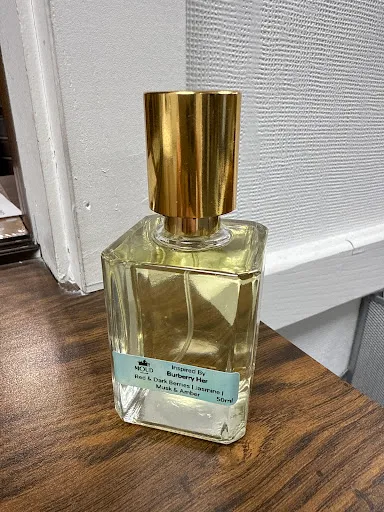 MOLD
Inspired By
Burberry Her
Red & Dark Berries | Jasmine |
Musk & Amber
50ml